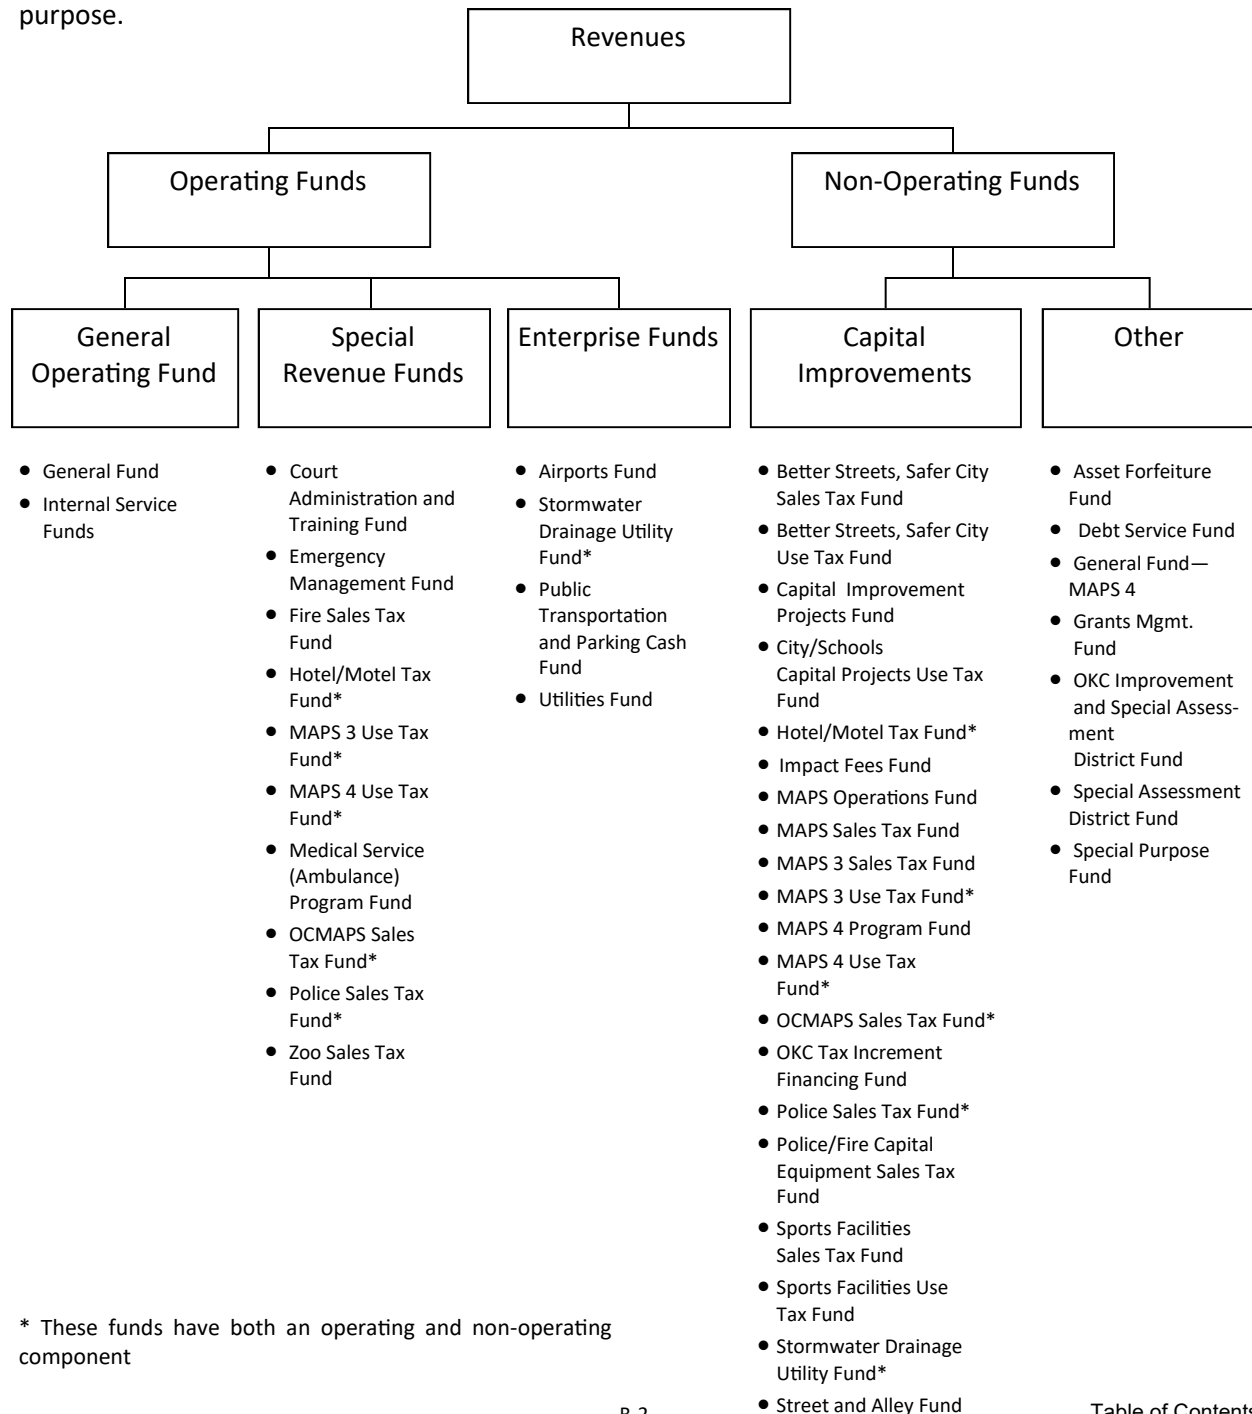 purpose.
Revenues
Operating Funds
Non-Operating Funds
General
Operating Fund
Special
Revenue Funds
Enterprise Funds
Capital
Improvements
Other
• General Fund
• Internal Service
Funds
• Court
Administration and
Training Fund
• Emergency
Management Fund
• Fire Sales Tax
Fund
• Hotel/Motel Tax
Fund*
• MAPS 3 Use Tax
Fund*
• MAPS 4 Use Tax
Fund*
• Medical Service
(Ambulance)
Program Fund
• OCMAPS Sales
Tax Fund*
• Police Sales Tax
Fund*
• Zoo Sales Tax
Fund
• Airports Fund
• Stormwater
Drainage Utility
Fund*
• Public
Transportation
and Parking Cash
Fund
• Utilities Fund
• Better Streets, Safer City
Sales Tax Fund
• Better Streets, Safer City
Use Tax Fund
• Capital Improvement
Projects Fund
• City/Schools
Capital Projects Use Tax
Fund
• Hotel/Motel Tax Fund*
• Impact Fees Fund
• MAPS Operations Fund
• MAPS Sales Tax Fund
• MAPS 3 Sales Tax Fund
• MAPS 3 Use Tax Fund*
• MAPS 4 Program Fund
• MAPS 4 Use Tax
Fund*
• OCMAPS Sales Tax Fund*
• OKC Tax Increment
Financing Fund
• Police Sales Tax Fund*
• Police/Fire Capital
Equipment Sales Tax
Fund
• Sports Facilities
Sales Tax Fund
• Sports Facilities Use
Tax Fund
• Stormwater Drainage
Utility Fund*
• Street and Alley Fund
• Asset Forfeiture
Fund
• Debt Service Fund
• General Fund—
MAPS 4
• Grants Mgmt.
Fund
• OKC Improvement
and Special Assess-
ment
District Fund
• Special Assessment
District Fund
• Special Purpose
Fund
* These funds have both an operating and non-operating
component
Table of Contents